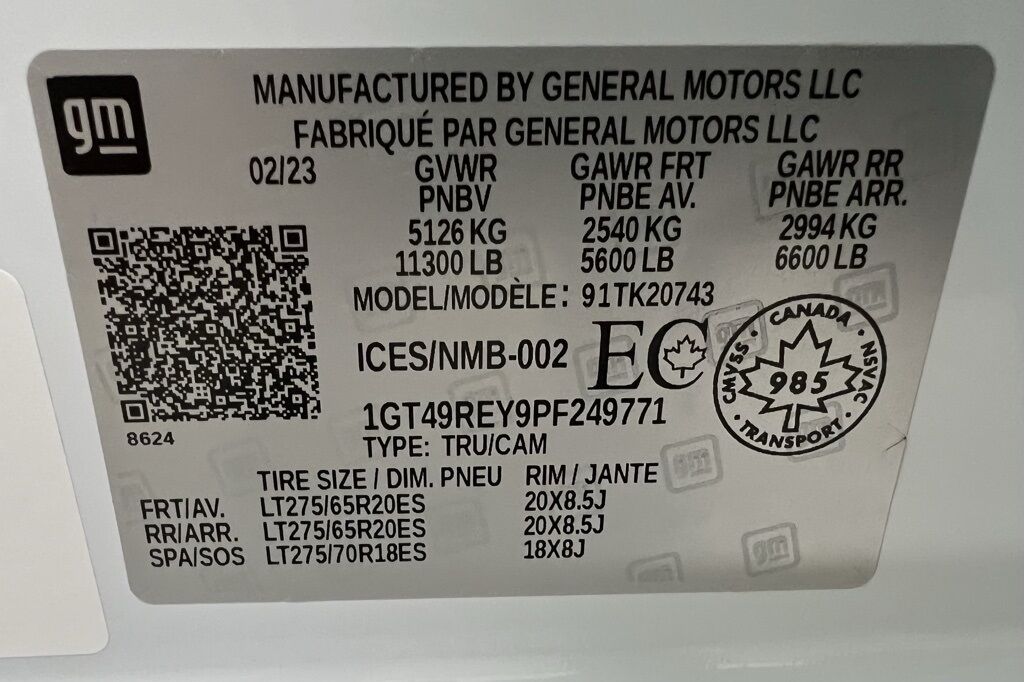 gm
MANUFACTURED BY GENERAL MOTORS LLC
FABRIQUÉ PAR GENERAL MOTORS LLC
02/23 GVWR GAWR FRT GAWR RR
PNBV PNBE AV. PNBE ARR.
5126 KG 2540 KG 2994 KG
11300 LB 5600 LB 6600 LB
MODEL/MODÈLE: 91TK20743
ICES/NMB-002 EC
CANADA
CMVSS · NSVAC
985
TRANSPORT
1GT49REY9PF249771
8624
TYPE: TRU/CAM
TIRE SIZE / DIM. PNEU RIM / JANTE
FRT/AV. LT275/65R20ES 20X8.5J
RR/ARR. LT275/65R20ES 20X8.5J
SPA/SOS LT275/70R18ES 18X8J